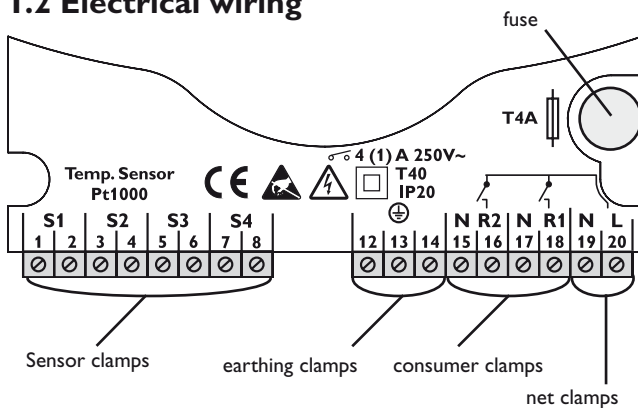 1.2 Electrical wiring
fuse
T4A
4 (1) A 250V~
Temp. Sensor
Pt1000
CE
T40
IP20
S1 S2 S3 S4
N R2 N R1 N L
1 2 3 4 5 6 7 8
12 13 14 15 16 17 18 19 20
Sensor clamps
earthing clamps
consumer clamps
net clamps